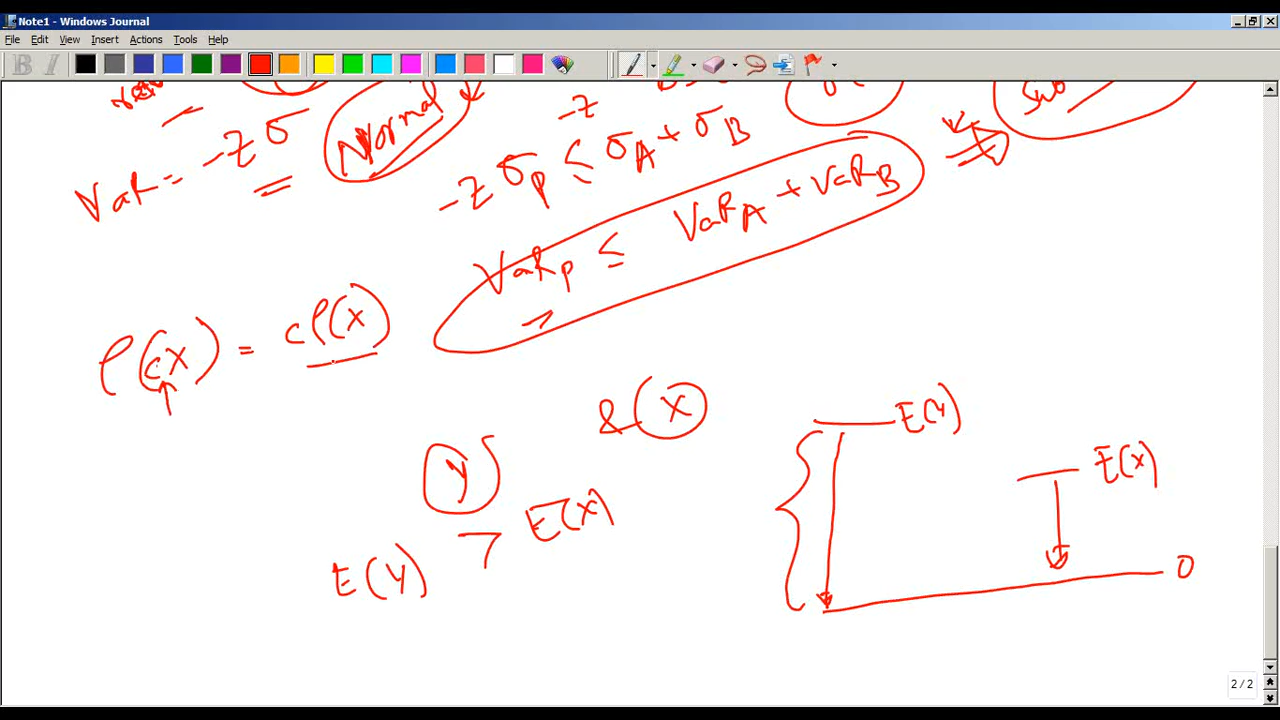 Note1 - Windows Journal
File Edit View Insert Actions Tools Help
B I
-z
VaR = -zσ Normal
-zσP ≤ σA + σB
VaRP ≤ VaRA + VaRB
ρ(cX) = cρ(X)
& X
Y
E(Y) > E(X)
E(Y)
E(X)
0
2 / 2